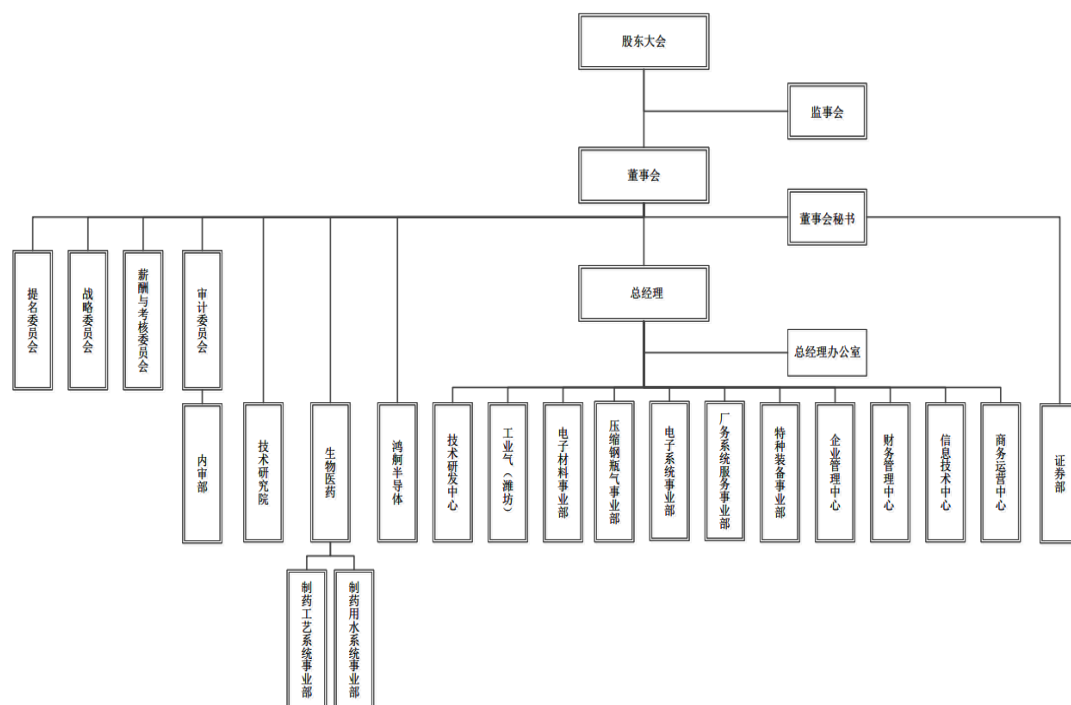 股东大会
监事会
董事会
董事会秘书
提名委员会
战略委员会
薪酬与考核委员会
审计委员会
总经理
总经理办公室
内审部
技术研究院
生物医药
鸿舸半导体
技术研发中心
工业气（潍坊）
电子材料事业部
压缩钢瓶气事业部
电子系统事业部
厂务系统服务事业部
特种装备事业部
企业管理中心
财务管理中心
信息技术中心
商务运营中心
证券部
制药工艺系统事业部
制药用水系统事业部